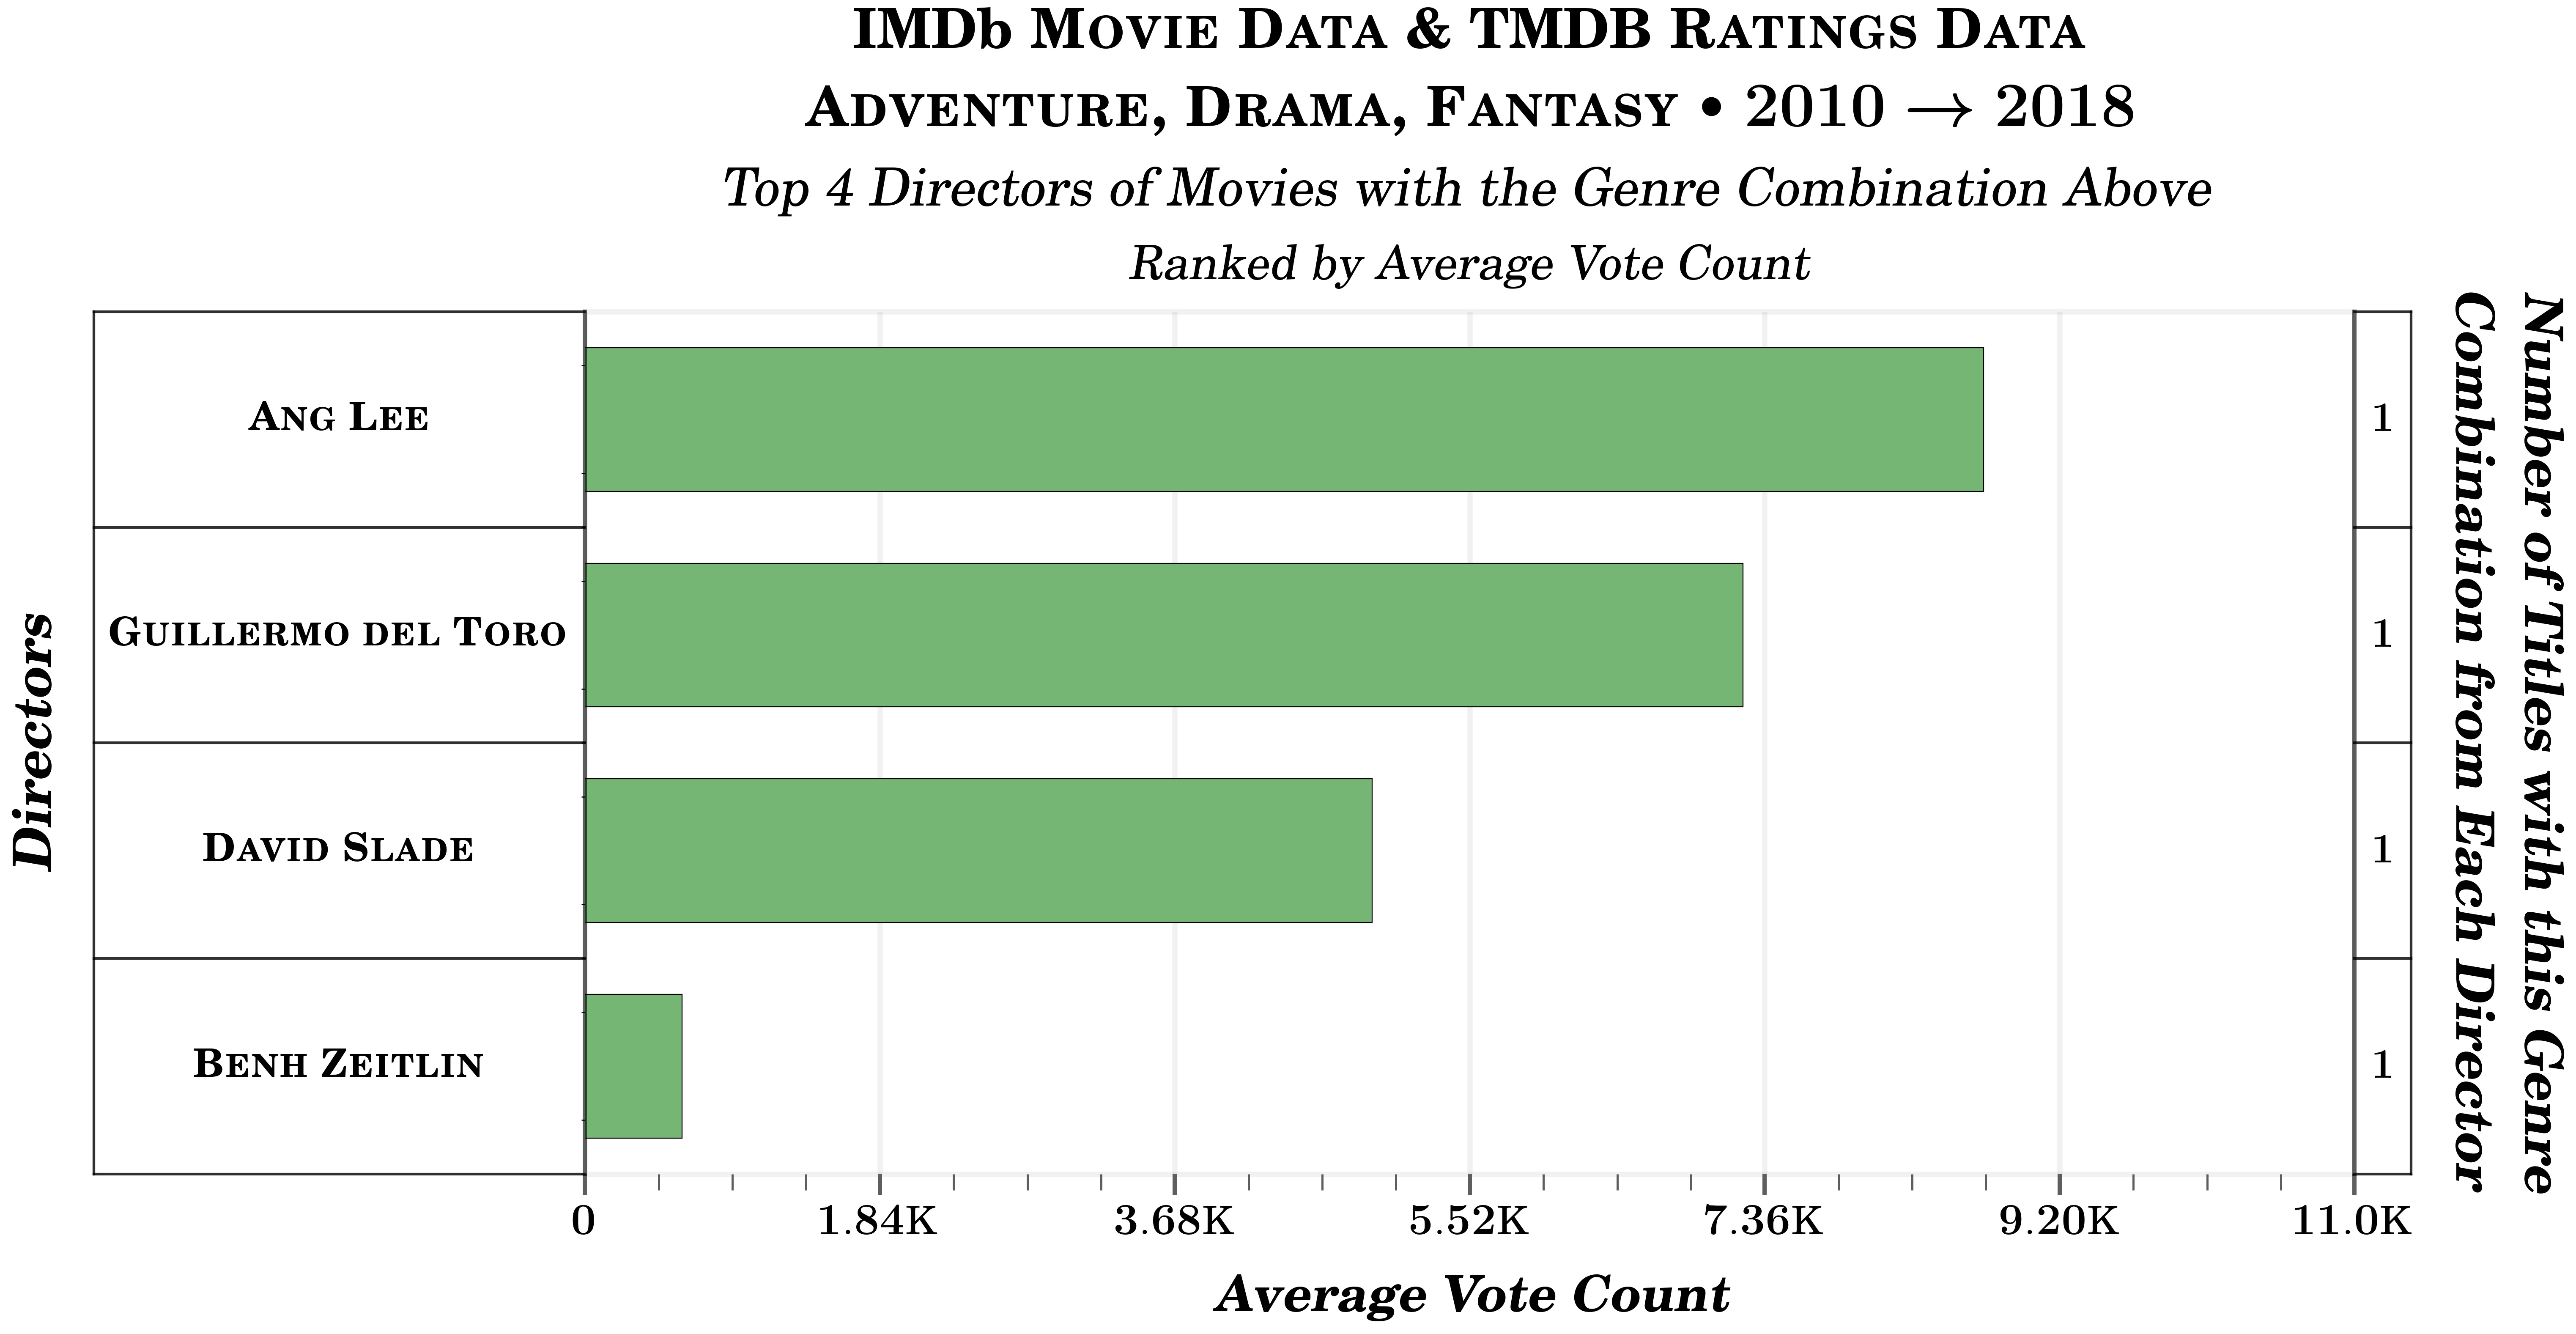 IMDb Movie Data & TMDB Ratings Data
Adventure, Drama, Fantasy • 2010 → 2018
Top 4 Directors of Movies with the Genre Combination Above
Ranked by Average Vote Count
Directors
Ang Lee
1
Guillermo del Toro
1
David Slade
1
Benh Zeitlin
1
0 1.84K 3.68K 5.52K 7.36K 9.20K 11.0K
Average Vote Count
Number of Titles with this Genre
Combination from Each Director